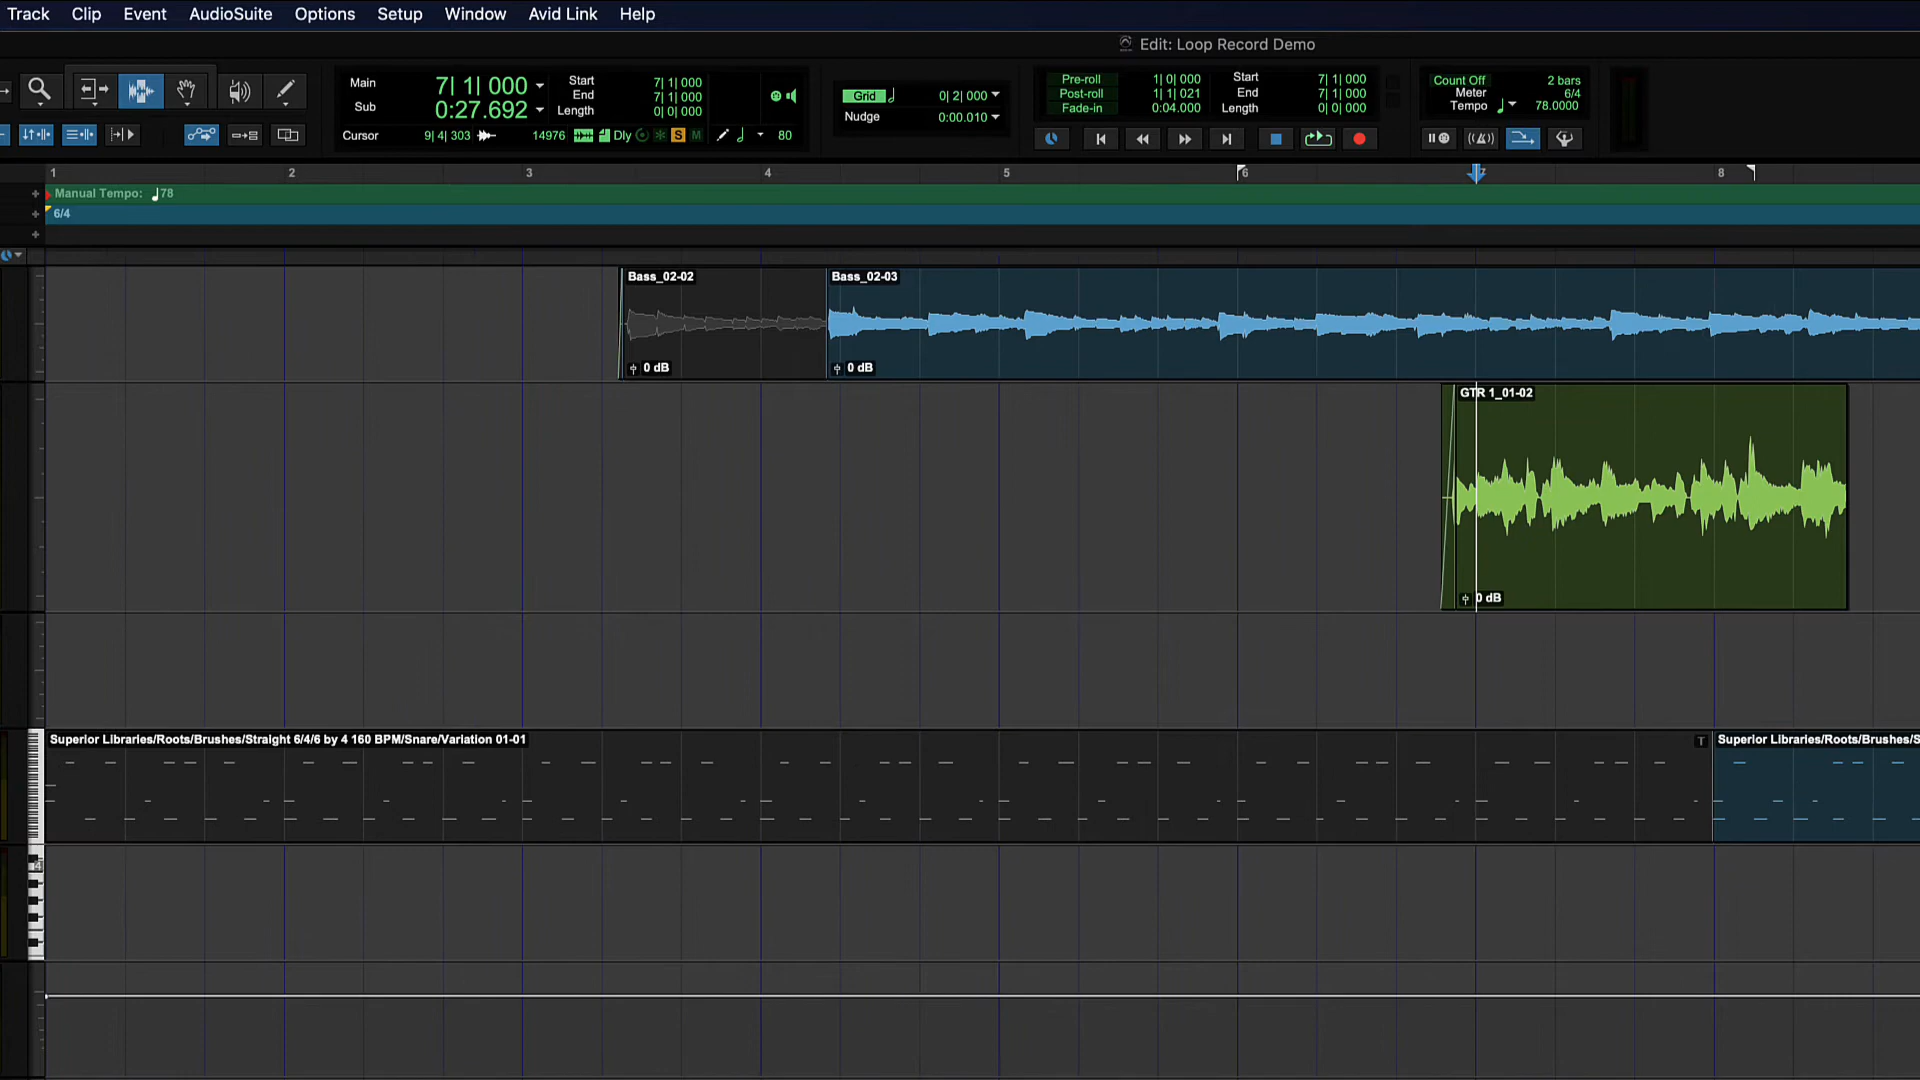 Track Clip Event AudioSuite Options Setup Window Avid Link Help
Edit: Loop Record Demo
Main 7| 1| 000
Sub 0:27.692
Start 7| 1| 000
End 7| 1| 000
Length 0| 0| 000
Cursor 9| 4| 303 14976 Dly S M 80
Grid 0| 2| 000
Nudge 0:00.010
Pre-roll 1| 0| 000
Post-roll 1| 1| 021
Fade-in 0:04.000
Start 7| 1| 000
End 7| 1| 000
Length 0| 0| 000
Count Off 2 bars
Meter 6/4
Tempo 78.0000
1 2 3 4 5 6 7 8
Manual Tempo: ♩78
6/4
Bass_02-02
Bass_02-03
0 dB
0 dB
GTR 1_01-02
0 dB
Superior Libraries/Roots/Brushes/Straight 6/4/6 by 4 160 BPM/Snare/Variation 01-01
T
Superior Libraries/Roots/Brushes/S
4